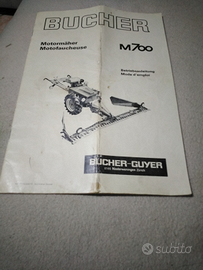 BUCHER
Motormäher
Motofaucheuse
M700
Betriebsanleitung
Mode d'emploi
BUCHER-GUYER
subito